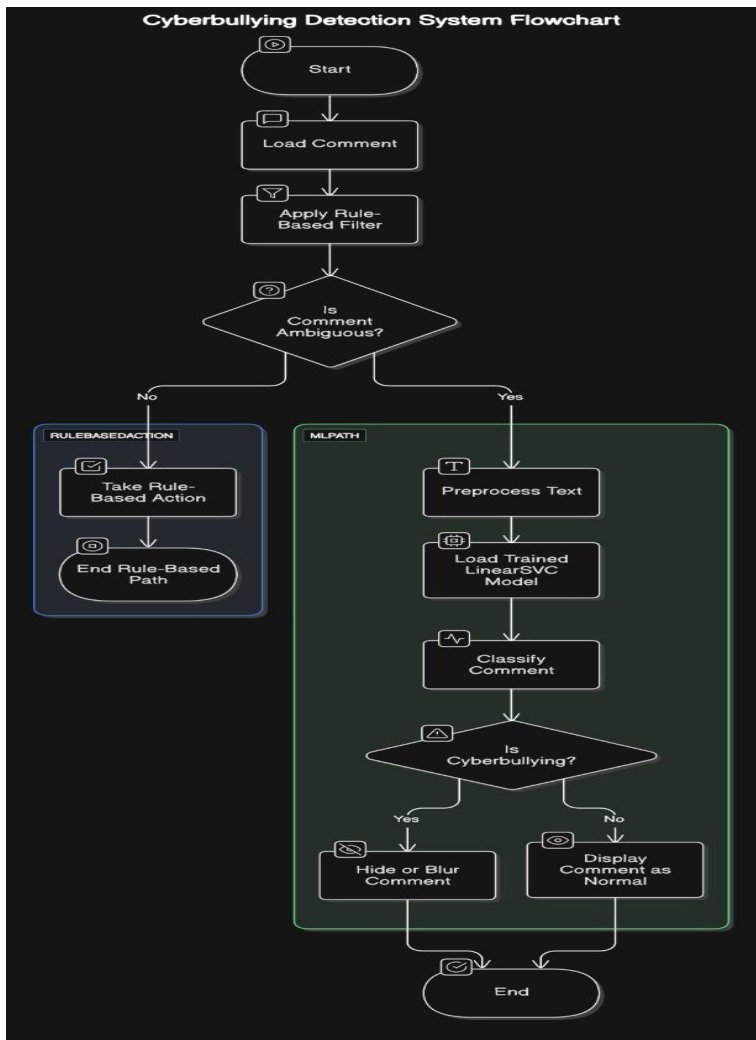 Cyberbullying Detection System Flowchart
Start
Load Comment
Apply Rule-
Based Filter
Is
Comment
Ambiguous?
No
Yes
RULEBASEDACTION
MLPATH
Take Rule-
Based Action
Preprocess Text
End Rule-Based
Path
Load Trained
LinearSVC
Model
Classify
Comment
Is
Cyberbullying?
Yes
No
Hide or Blur
Comment
Display
Comment as
Normal
End